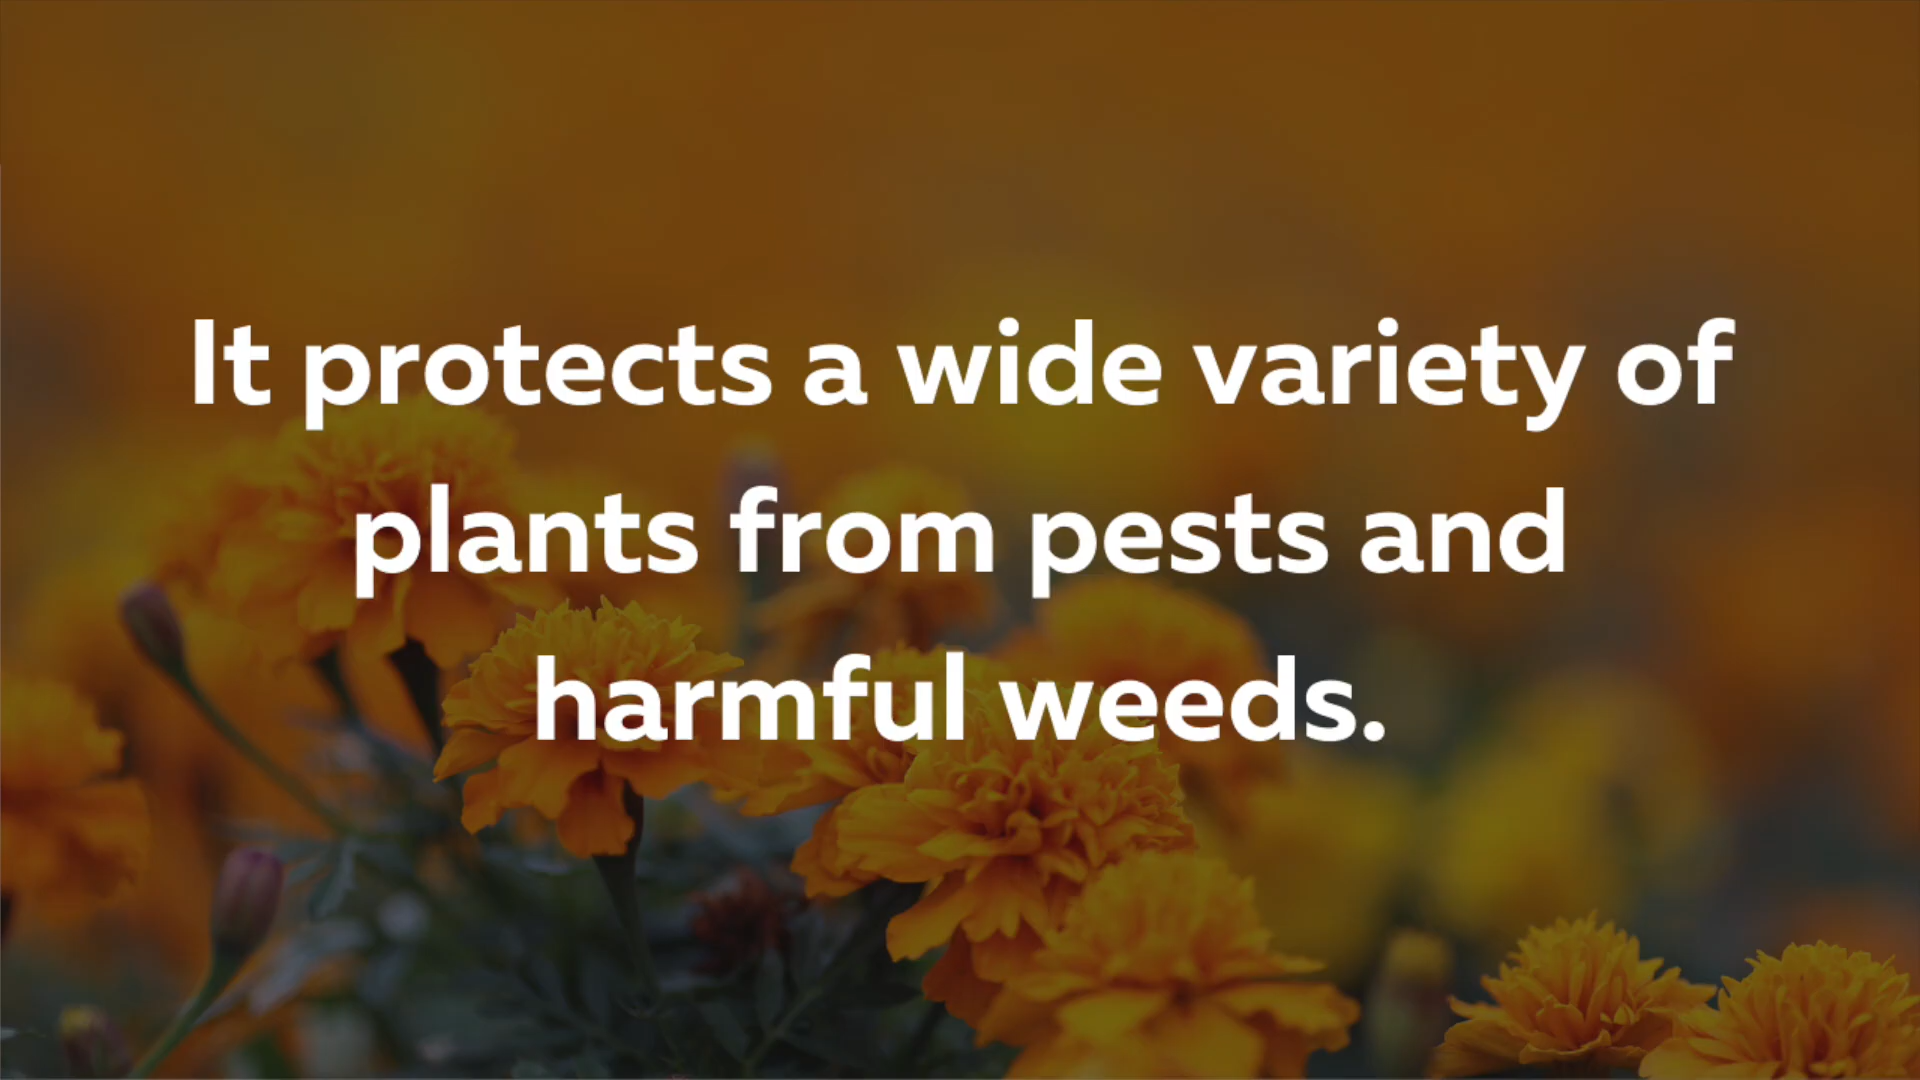 It protects a wide variety of
plants from pests and
harmful weeds.